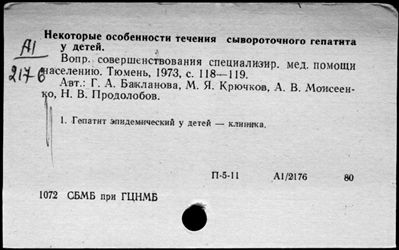 Некоторые особенности течения сывороточного гепатита
у детей.
А1
2176
Вопр. совершенствования специализир. мед. помощи
населению. Тюмень, 1973, с. 118—119.
Авт.: Г. А. Бакланова, М. Я. Крючков, А. В. Моисеен-
ко, Н. В. Продолобов.
1. Гепатит эпидемический у детей — клиника.
П-5-11 А1/2176 80
1072 СБМБ при ГЦНМБ